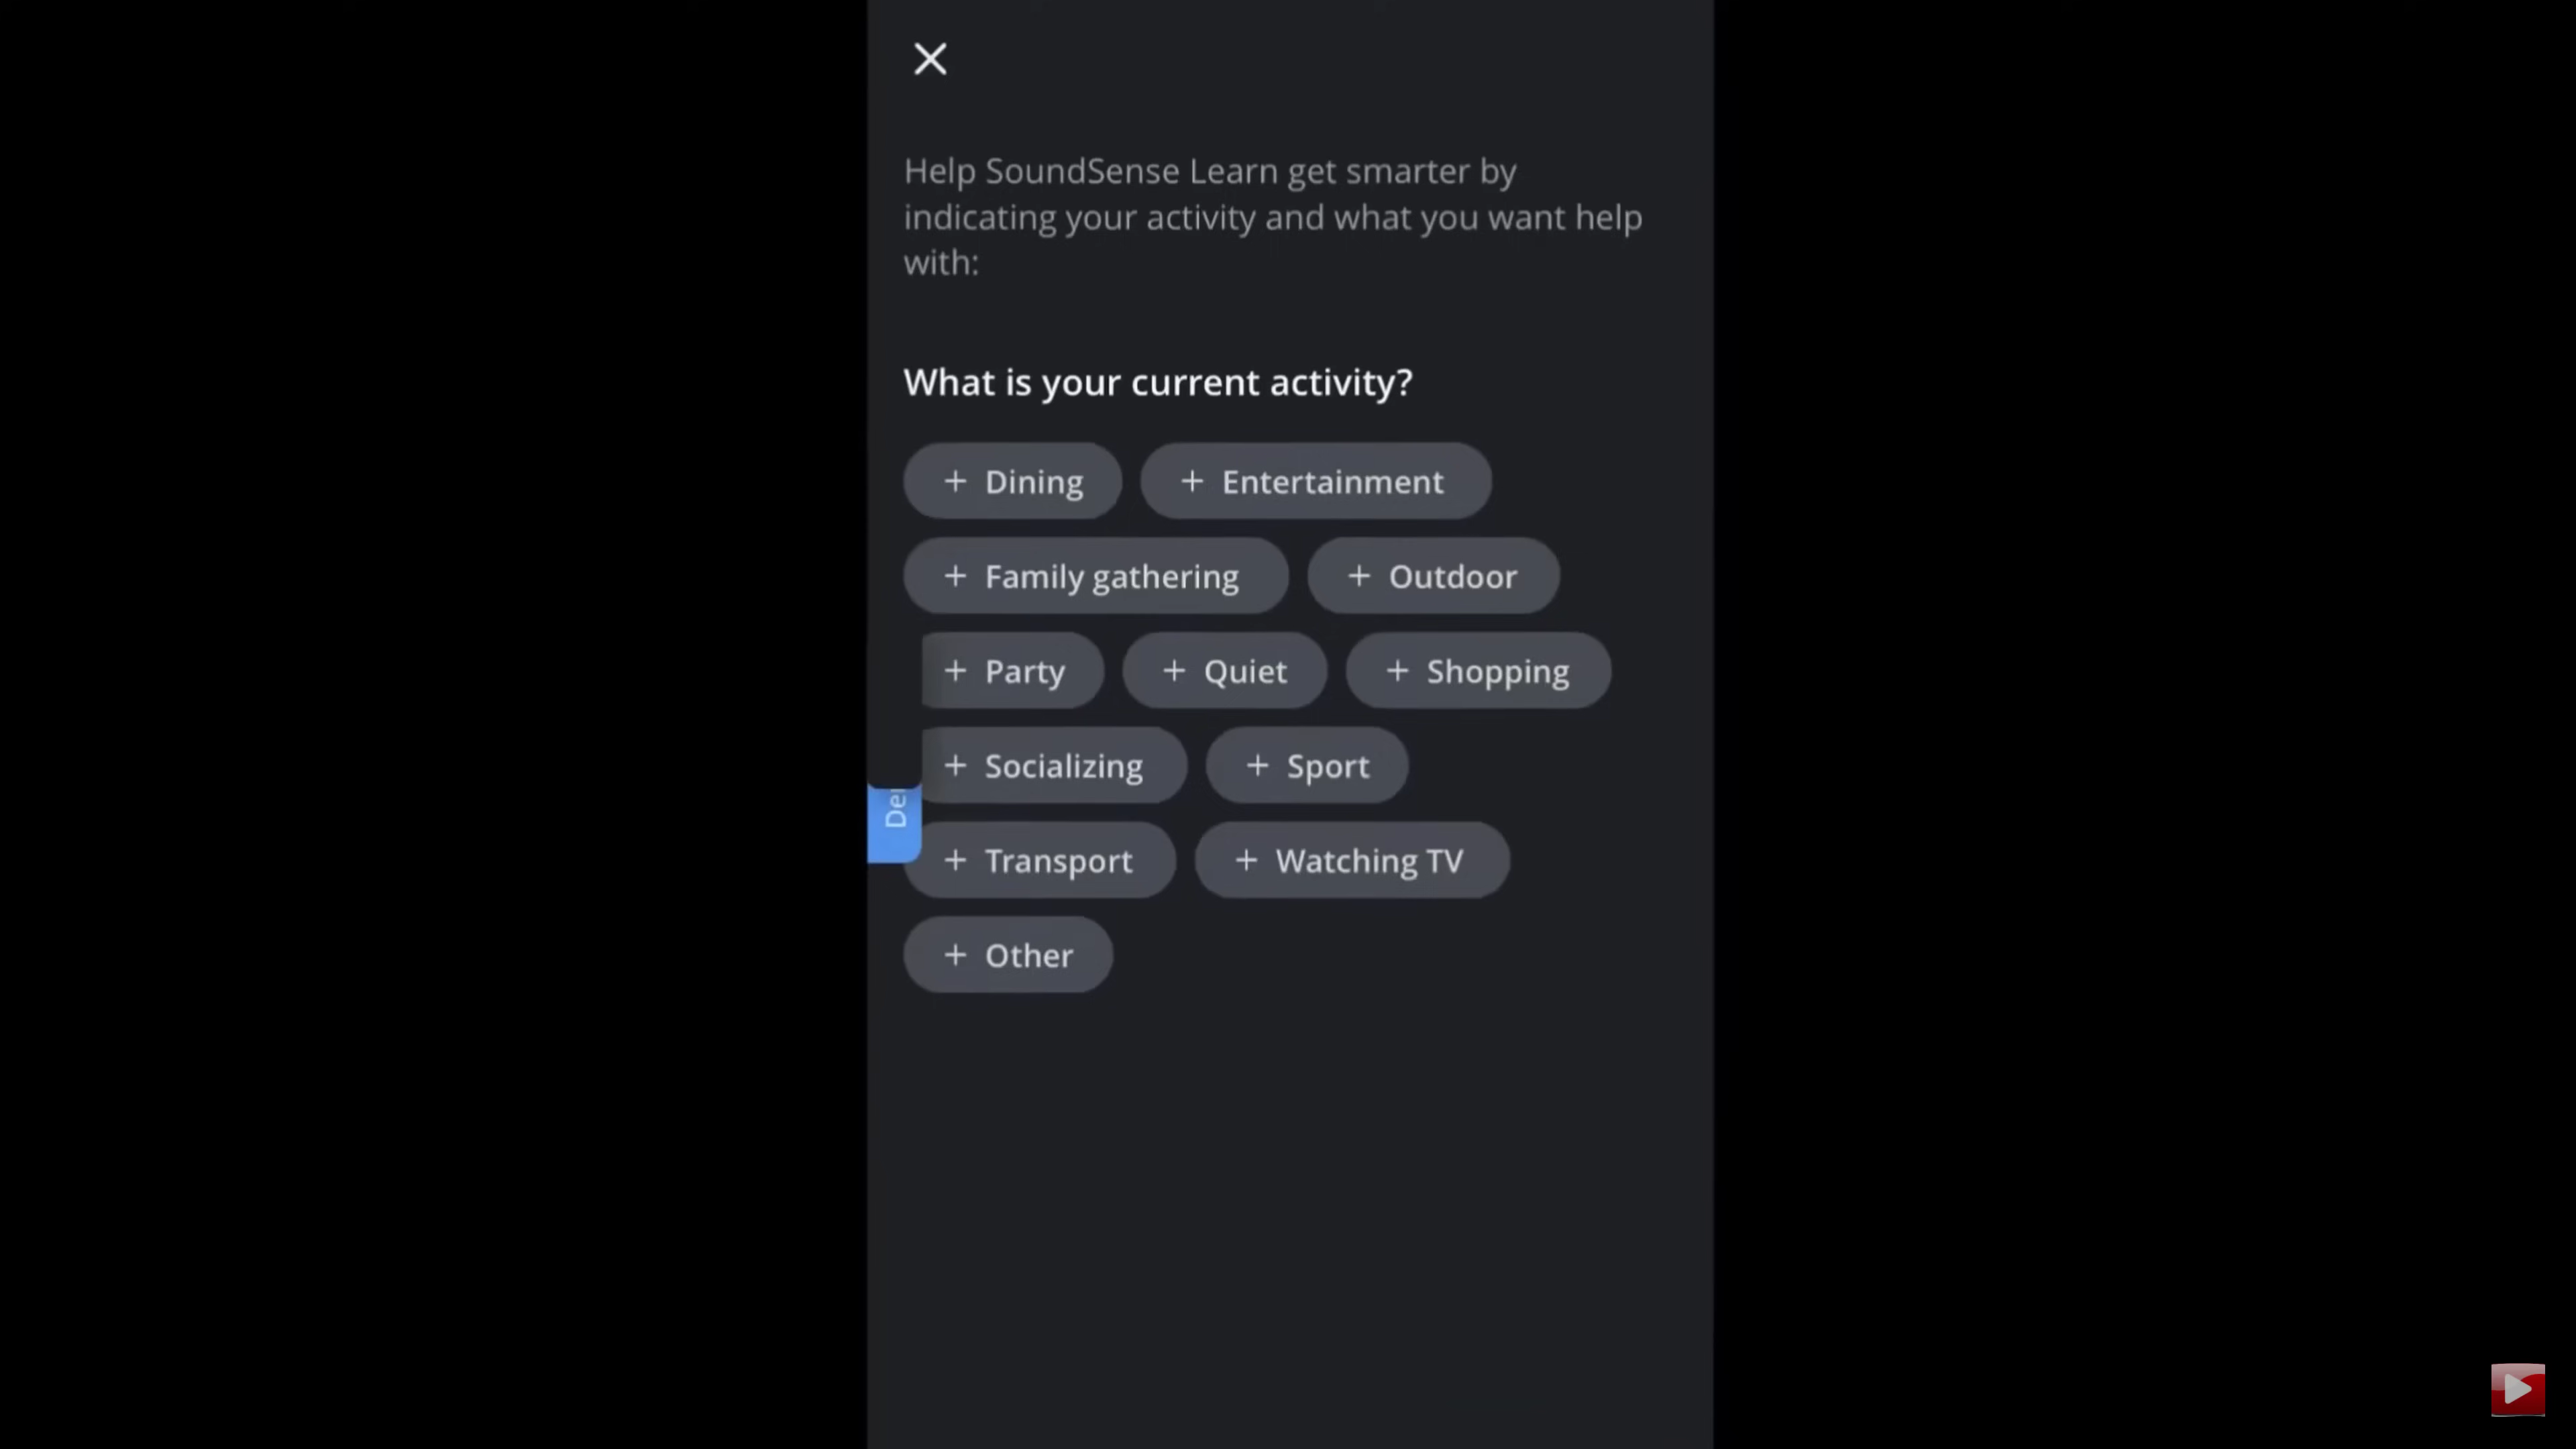 Help SoundSense Learn get smarter by
indicating your activity and what you want help
with:
What is your current activity?
+ Dining + Entertainment
+ Family gathering + Outdoor
+ Party + Quiet + Shopping
+ Socializing + Sport
+ Transport + Watching TV
+ Other